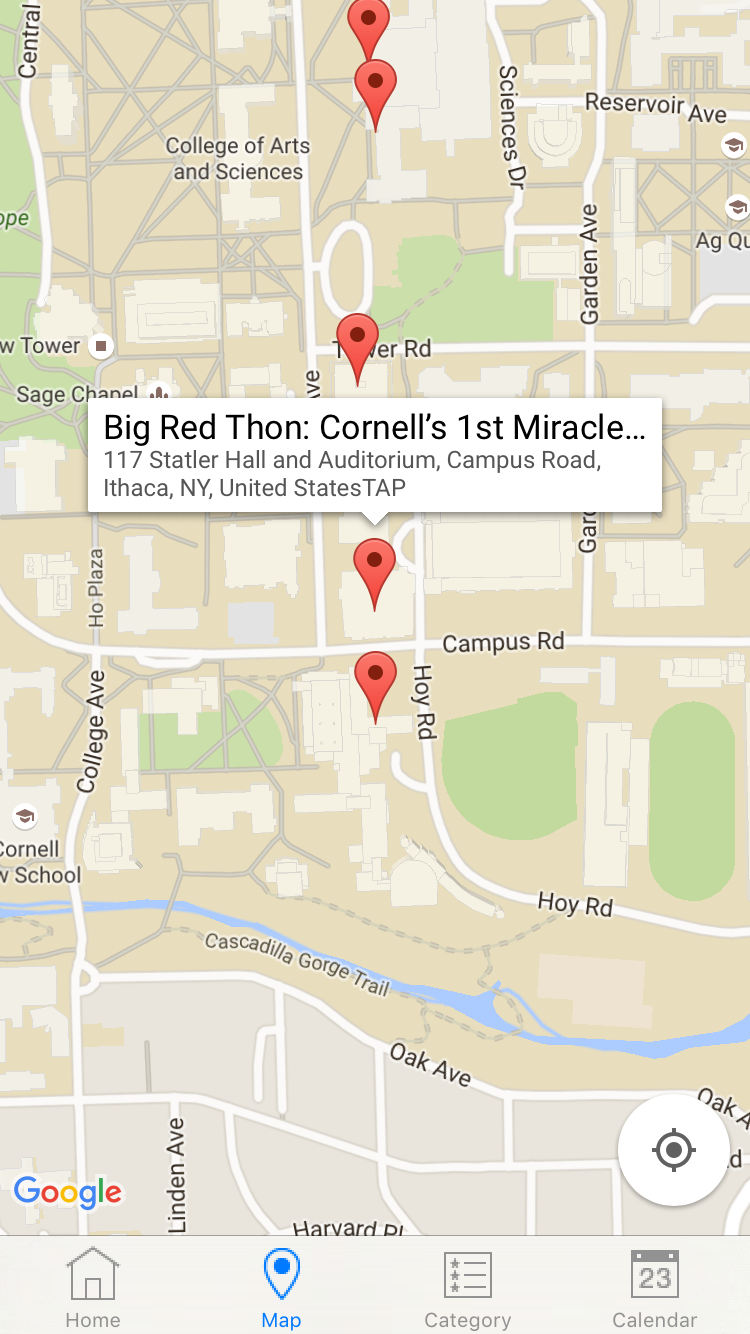 Central
Reservoir Ave
Sciences Dr
College of Arts
and Sciences
ope
Garden Ave
Ag Qu
w Tower
Tower Rd
Sage Chapel
Ave
Big Red Thon: Cornell’s 1st Miracle...
117 Statler Hall and Auditorium, Campus Road,
Ithaca, NY, United StatesTAP
Gard
Ho Plaza
Campus Rd
College Ave
Hoy Rd
Cornell
w School
Hoy Rd
Cascadilla Gorge Trail
Oak Ave
Oak A
d
Linden Ave
Google
Harvard Pl
23
Home
Map
Category
Calendar